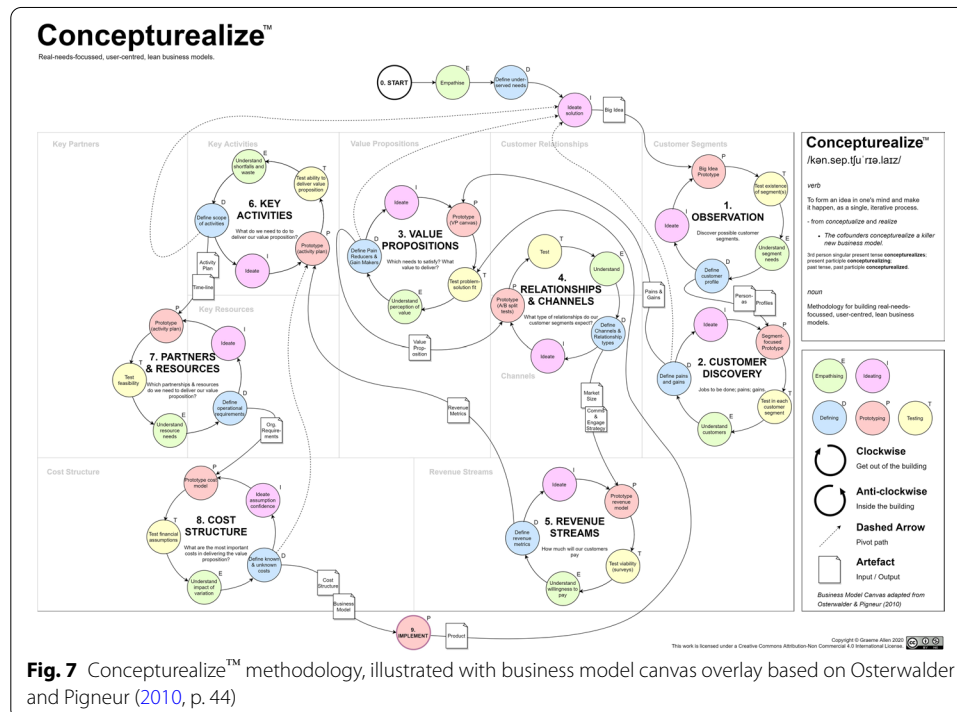 Concepturealize™
Real-needs-focussed, user-centred, lean business models.
0. START
E
Empathise
D
Define under-
served needs
I
Ideate
solution
Big Idea
Key Partners
Key Activities
Value Propositions
Customer Relationships
Customer Segments
E
Understand
shortfalls and
waste
T
Test ability to
deliver value
proposition
D
Define scope
of activities
6. KEY
ACTIVITIES
What do we need to do to
deliver our value proposition?
P
Prototype
(activity plan)
I
Ideate
Activity
Plan
Time-line
I
Ideate
P
Prototype
(VP canvas)
D
Define Pain
Reducers &
Gain Makers
3. VALUE
PROPOSITIONS
Which needs to satisfy? What
value to deliver?
T
Test problem-
solution fit
E
Understand
perception of
value
Value
Prop-
osition
T
Test
E
Understand
4.
RELATIONSHIPS
& CHANNELS
What type of relationships do our
customer segments expect?
P
Prototype
(A/B split
tests)
D
Define
Channels &
Relationship
types
I
Ideate
Channels
Market
Size
Comms
&
Engage
Strategy
P
Big Idea
Prototype
T
Test existence
of segment(s)
I
Ideate
1.
OBSERVATION
Discover possible customer
segments.
E
Understand
segment
needs
D
Define
customer
profile
Pains &
Gains
Person-
as
Profiles
I
Ideate
P
Segment-
focused
Prototype
D
Define pains
and gains
2. CUSTOMER
DISCOVERY
Jobs to be done; pains; gains.
T
Test in each
customer
segment
E
Understand
customers
Key Resources
P
Prototype
(activity plan)
I
Ideate
7. PARTNERS
& RESOURCES
Which partnerships & resources
do we need to deliver our value
proposition?
T
Test
feasibility
E
Understand
resource
needs
D
Define
operational
requirements
Org.
Require-
ments
Revenue
Metrics
Cost Structure
P
Prototype cost
model
I
Ideate
assumption
confidence
T
Test financial
assumptions
8. COST
STRUCTURE
What are the most important
costs in delivering the value
proposition?
E
Understand
impact of
variation
D
Define known
& unknown
costs
Cost
Structure
Business
Model
P
9.
IMPLEMENT
Product
Revenue Streams
I
Ideate
P
Prototype
revenue
model
D
Define
revenue
metrics
5. REVENUE
STREAMS
How much will our customers
pay
T
Test viability
(surveys)
E
Understand
willingness to
pay
Concepturealize™
/kən.sep.tʃuˈrɪə.laɪz/
verb
To form an idea in one's mind and make
it happen, as a single, iterative process.
- from conceptualize and realize
• The cofounders concepturealize a killer
new business model.
3rd person singular present tense concepturealizes;
present participle concepturealizing;
past tense, past participle concepturealized.
noun
Methodology for building real-needs-
focussed, user-centred, lean business
models.
E
Empathising
I
Ideating
D
Defining
P
Prototyping
T
Testing
Clockwise
Get out of the building
Anti-clockwise
Inside the building
Dashed Arrow
Pivot path
Artefact
Input / Output
Business Model Canvas adapted from
Osterwalder & Pigneur (2010)
Copyright © Graeme Allen 2020
This work is licensed under a Creative Commons Attribution-Non Commercial 4.0 International License.
Fig. 7 Concepturealize™ methodology, illustrated with business model canvas overlay based on Osterwalder
and Pigneur (2010, p. 44)